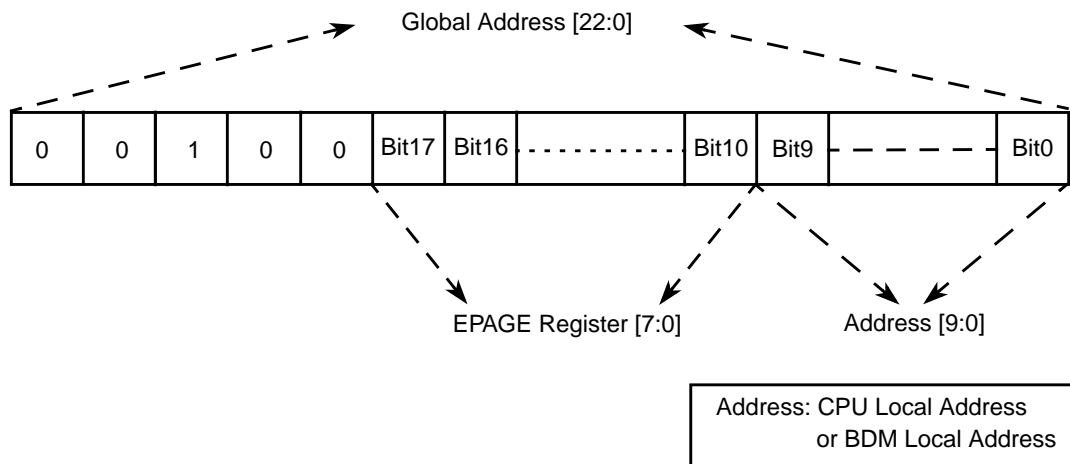 Global Address [22:0]
0 0 1 0 0 Bit17 Bit16 Bit10 Bit9 Bit0
EPAGE Register [7:0] Address [9:0]
Address: CPU Local Address
or BDM Local Address